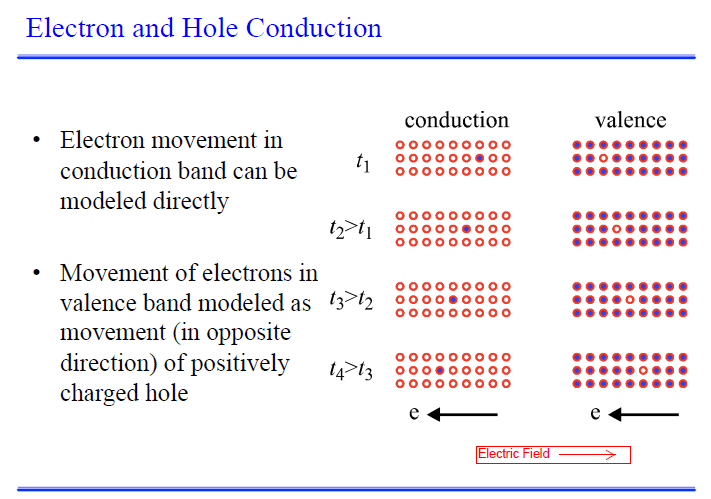 Electron and Hole Conduction
• Electron movement in
conduction band can be
modeled directly
• Movement of electrons in
valence band modeled as
movement (in opposite
direction) of positively
charged hole
conduction valence
t1
t2>t1
t3>t2
t4>t3
e e
Electric Field